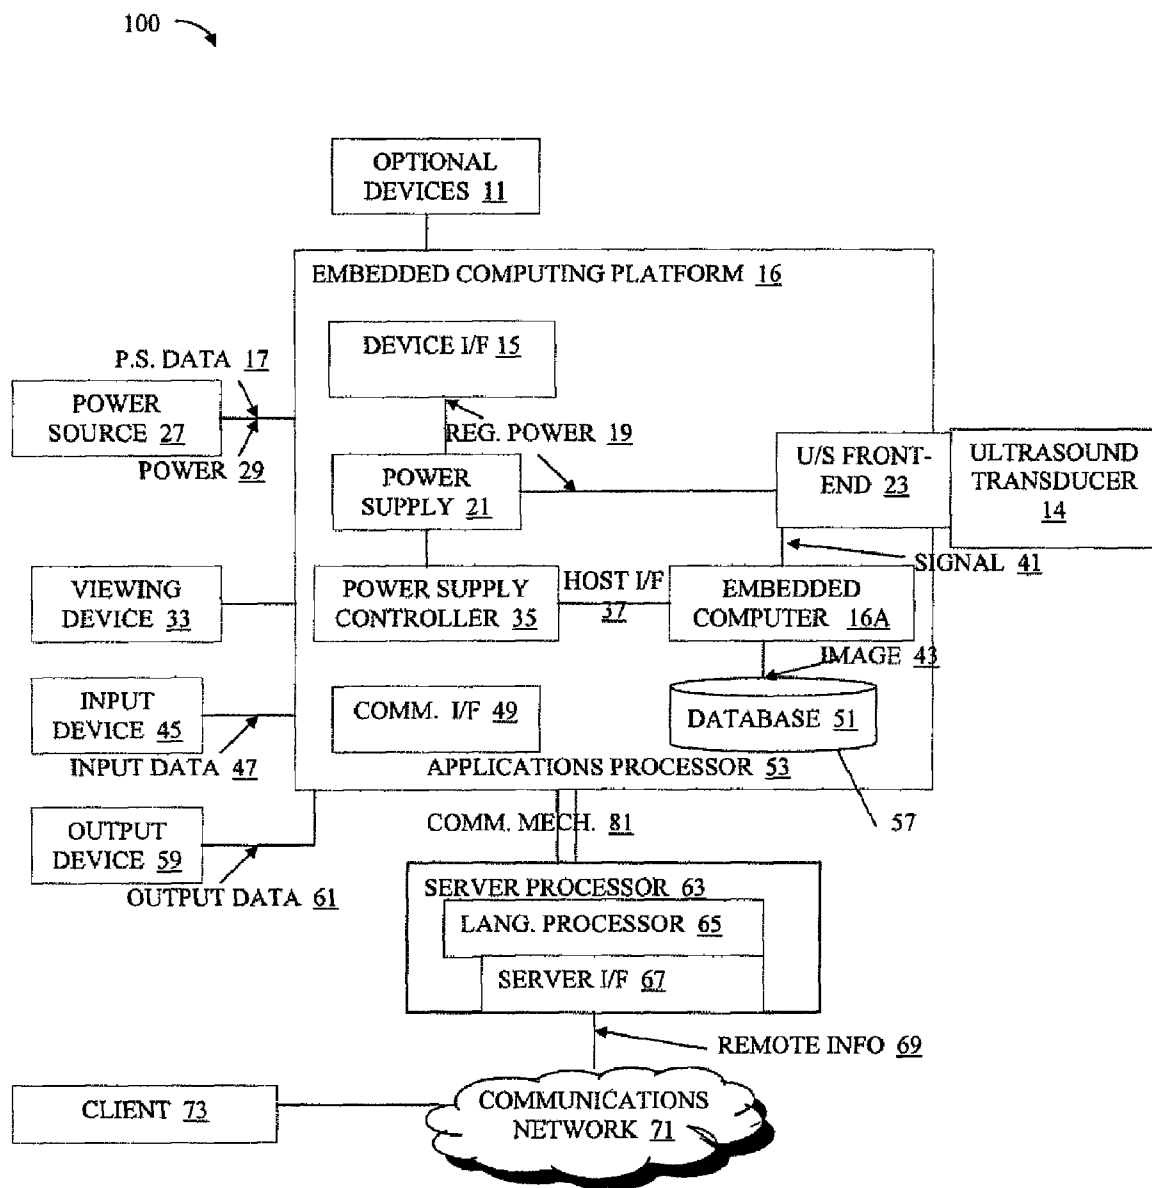 100
OPTIONAL
DEVICES 11
EMBEDDED COMPUTING PLATFORM 16
DEVICE I/F 15
P.S. DATA 17
POWER
SOURCE 27
POWER 29
REG. POWER 19
POWER
SUPPLY 21
U/S FRONT-
END 23
ULTRASOUND
TRANSDUCER
14
SIGNAL 41
VIEWING
DEVICE 33
POWER SUPPLY
CONTROLLER 35
HOST I/F
37
EMBEDDED
COMPUTER 16A
IMAGE 43
INPUT
DEVICE 45
INPUT DATA 47
COMM. I/F 49
DATABASE 51
APPLICATIONS PROCESSOR 53
57
OUTPUT
DEVICE 59
OUTPUT DATA 61
COMM. MECH. 81
SERVER PROCESSOR 63
LANG. PROCESSOR 65
SERVER I/F 67
REMOTE INFO 69
CLIENT 73
COMMUNICATIONS
NETWORK 71